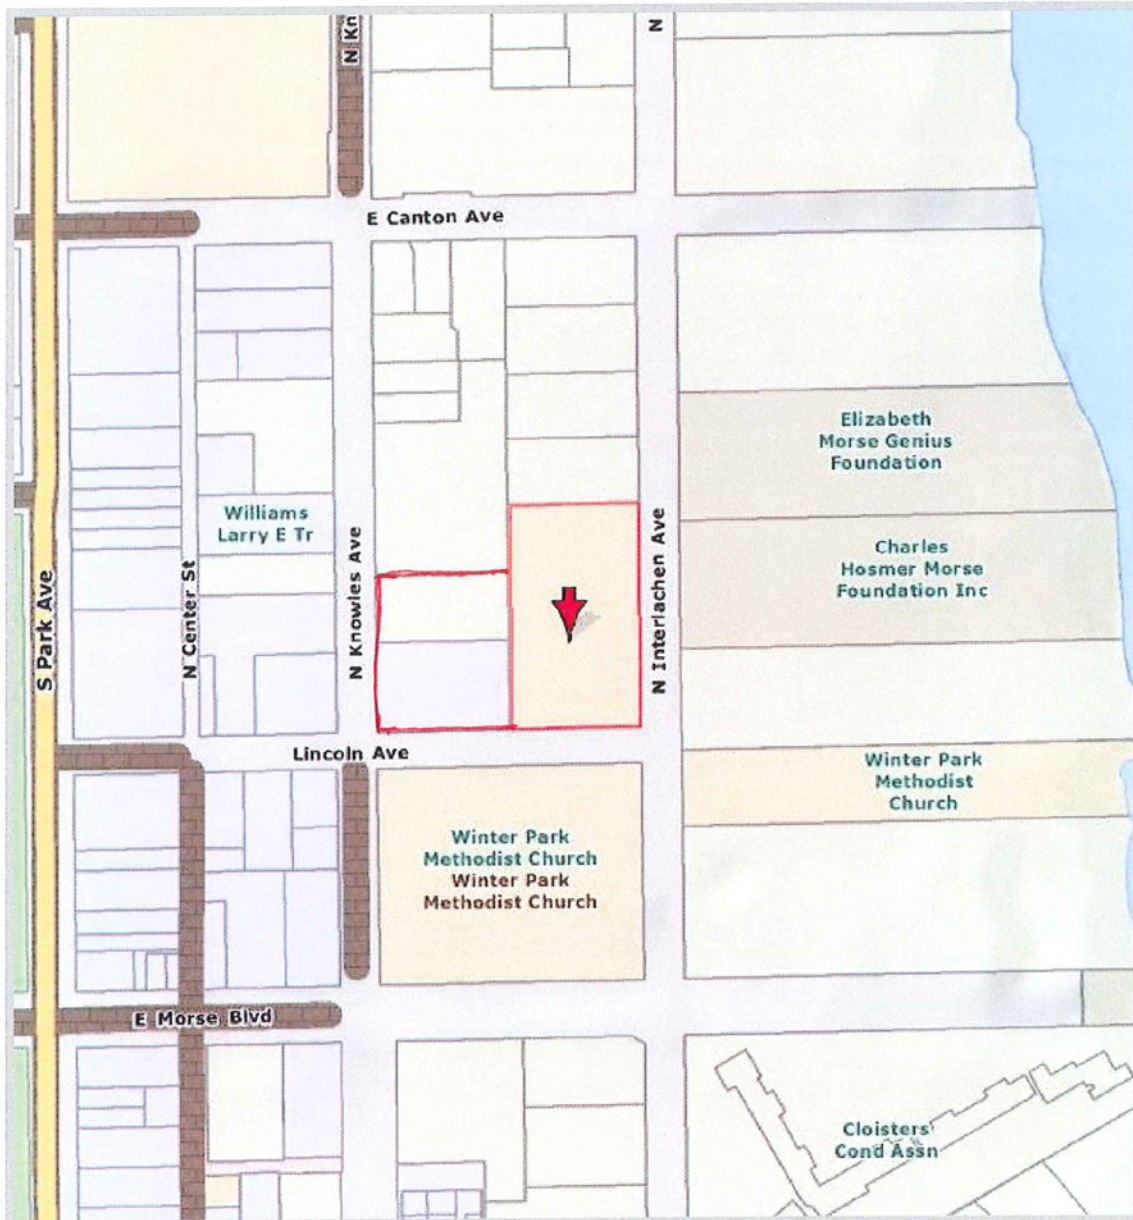 N Kn
N
E Canton Ave
Elizabeth
Morse Genius
Foundation
Williams
Larry E Tr
Charles
Hosmer Morse
Foundation Inc
S Park Ave
N Center St
N Knowles Ave
N Interlachen Ave
Lincoln Ave
Winter Park
Methodist
Church
Winter Park
Methodist Church
Winter Park
Methodist Church
E Morse Blvd
Cloisters
Cond Assn